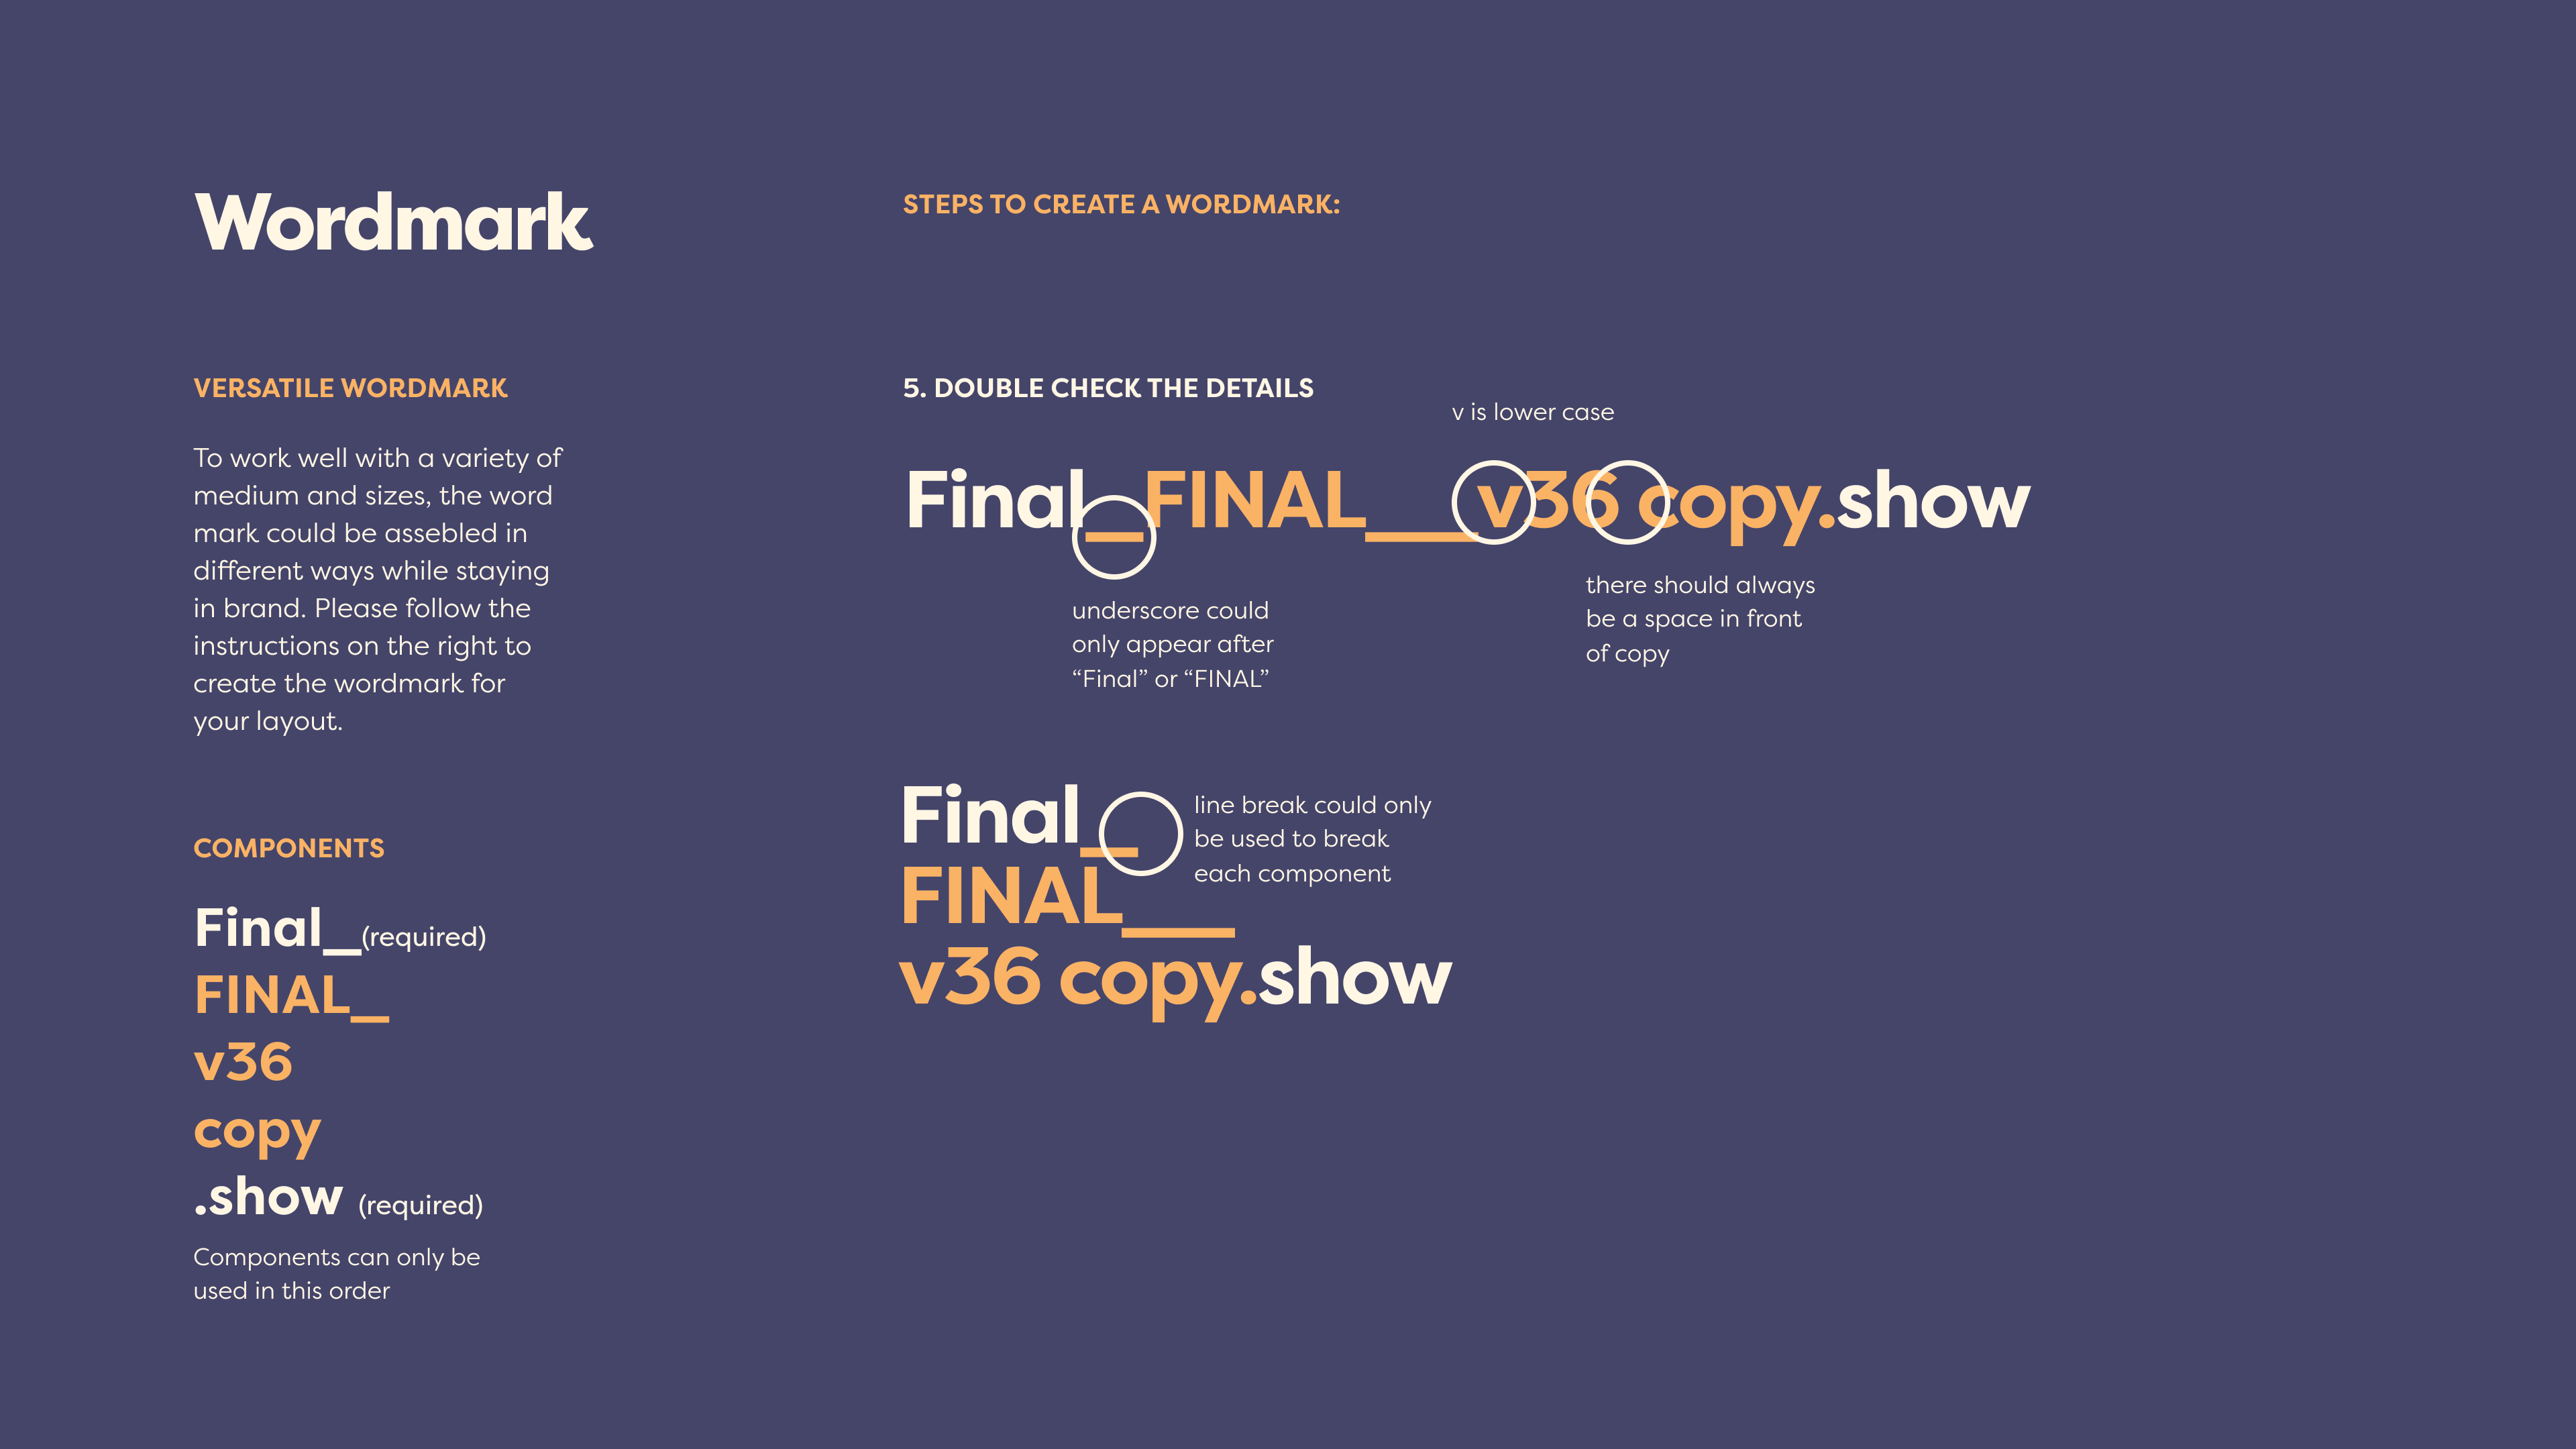 Wordmark
VERSATILE WORDMARK
To work well with a variety of
medium and sizes, the word
mark could be assebled in
different ways while staying
in brand. Please follow the
instructions on the right to
create the wordmark for
your layout.
COMPONENTS
Final_(required)
FINAL_
v36
copy
.show (required)
Components can only be
used in this order
STEPS TO CREATE A WORDMARK:
5. DOUBLE CHECK THE DETAILS
v is lower case
Final_FINAL__v36 copy.show
underscore could
only appear after
“Final” or “FINAL”
there should always
be a space in front
of copy
Final_
line break could only
be used to break
each component
FINAL__
v36 copy.show